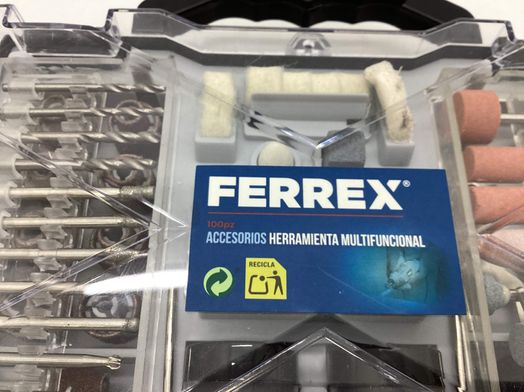 FERREX®
100pz
ACCESORIOS HERRAMIENTA MULTIFUNCIONAL
RECICLA